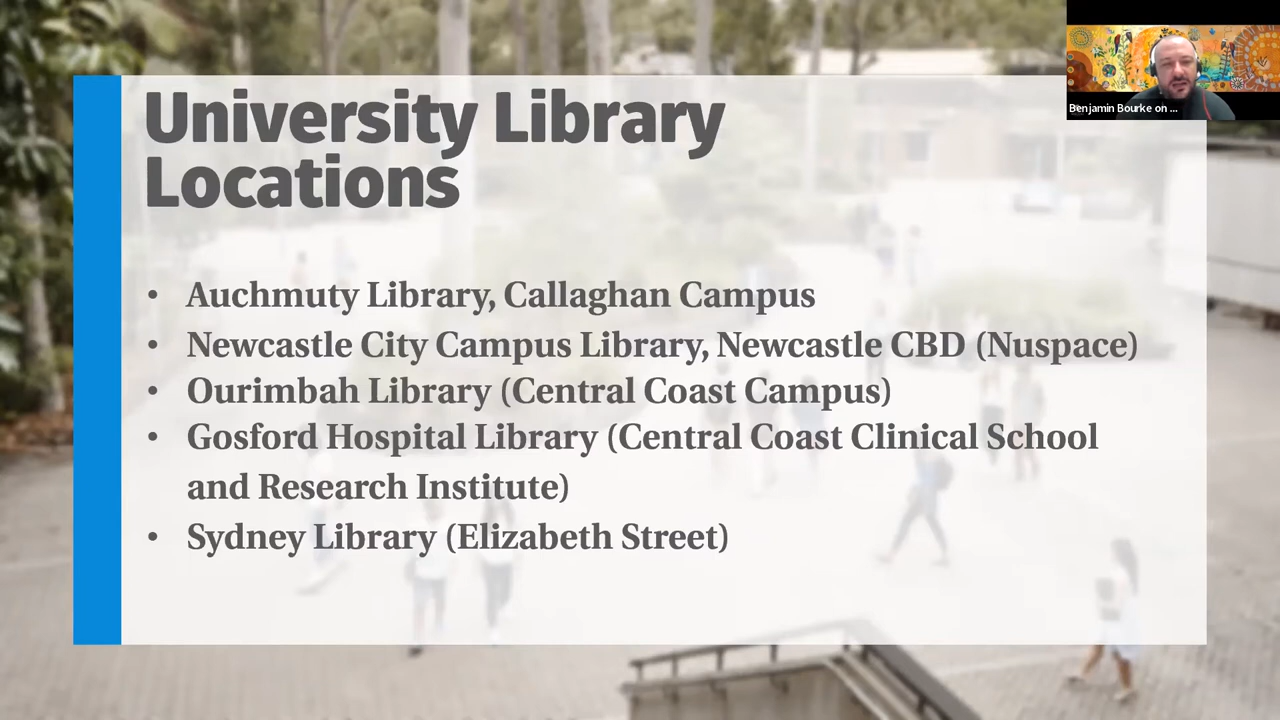 University Library
Locations
Benjamin Bourke on ...
• Auchmuty Library, Callaghan Campus
• Newcastle City Campus Library, Newcastle CBD (Nuspace)
• Ourimbah Library (Central Coast Campus)
• Gosford Hospital Library (Central Coast Clinical School
and Research Institute)
• Sydney Library (Elizabeth Street)